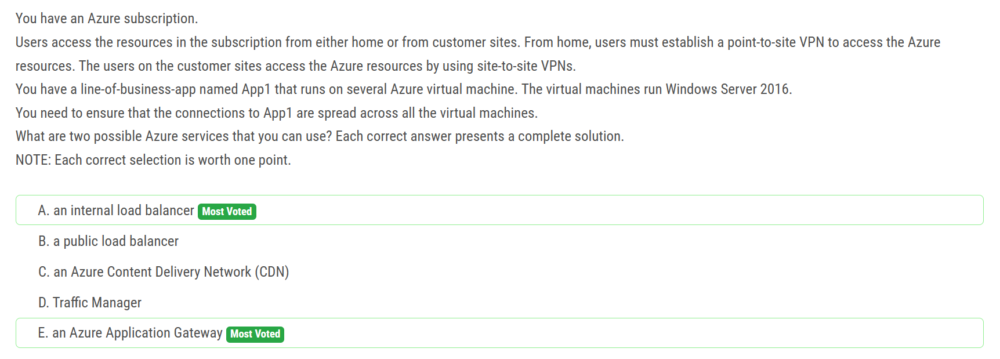 You have an Azure subscription.
Users access the resources in the subscription from either home or from customer sites. From home, users must establish a point-to-site VPN to access the Azure
resources. The users on the customer sites access the Azure resources by using site-to-site VPNs.
You have a line-of-business-app named App1 that runs on several Azure virtual machine. The virtual machines run Windows Server 2016.
You need to ensure that the connections to App1 are spread across all the virtual machines.
What are two possible Azure services that you can use? Each correct answer presents a complete solution.
NOTE: Each correct selection is worth one point.
A. an internal load balancer Most Voted
B. a public load balancer
C. an Azure Content Delivery Network (CDN)
D. Traffic Manager
E. an Azure Application Gateway Most Voted